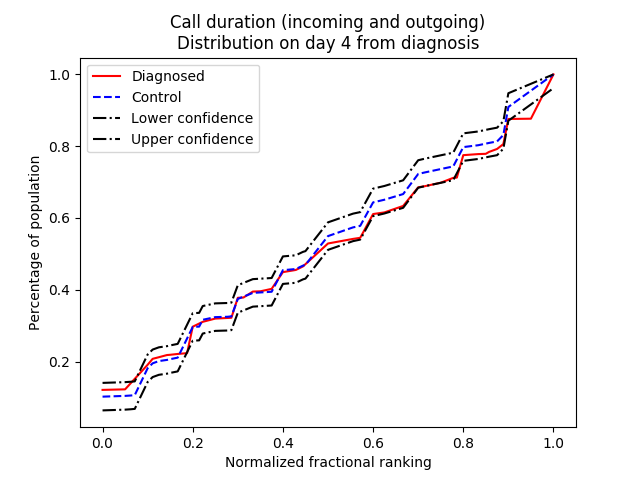 Call duration (incoming and outgoing)
Distribution on day 4 from diagnosis
Diagnosed
Control
Lower confidence
Upper confidence
Percentage of population
1.0
0.8
0.6
0.4
0.2
0.0 0.2 0.4 0.6 0.8 1.0
Normalized fractional ranking